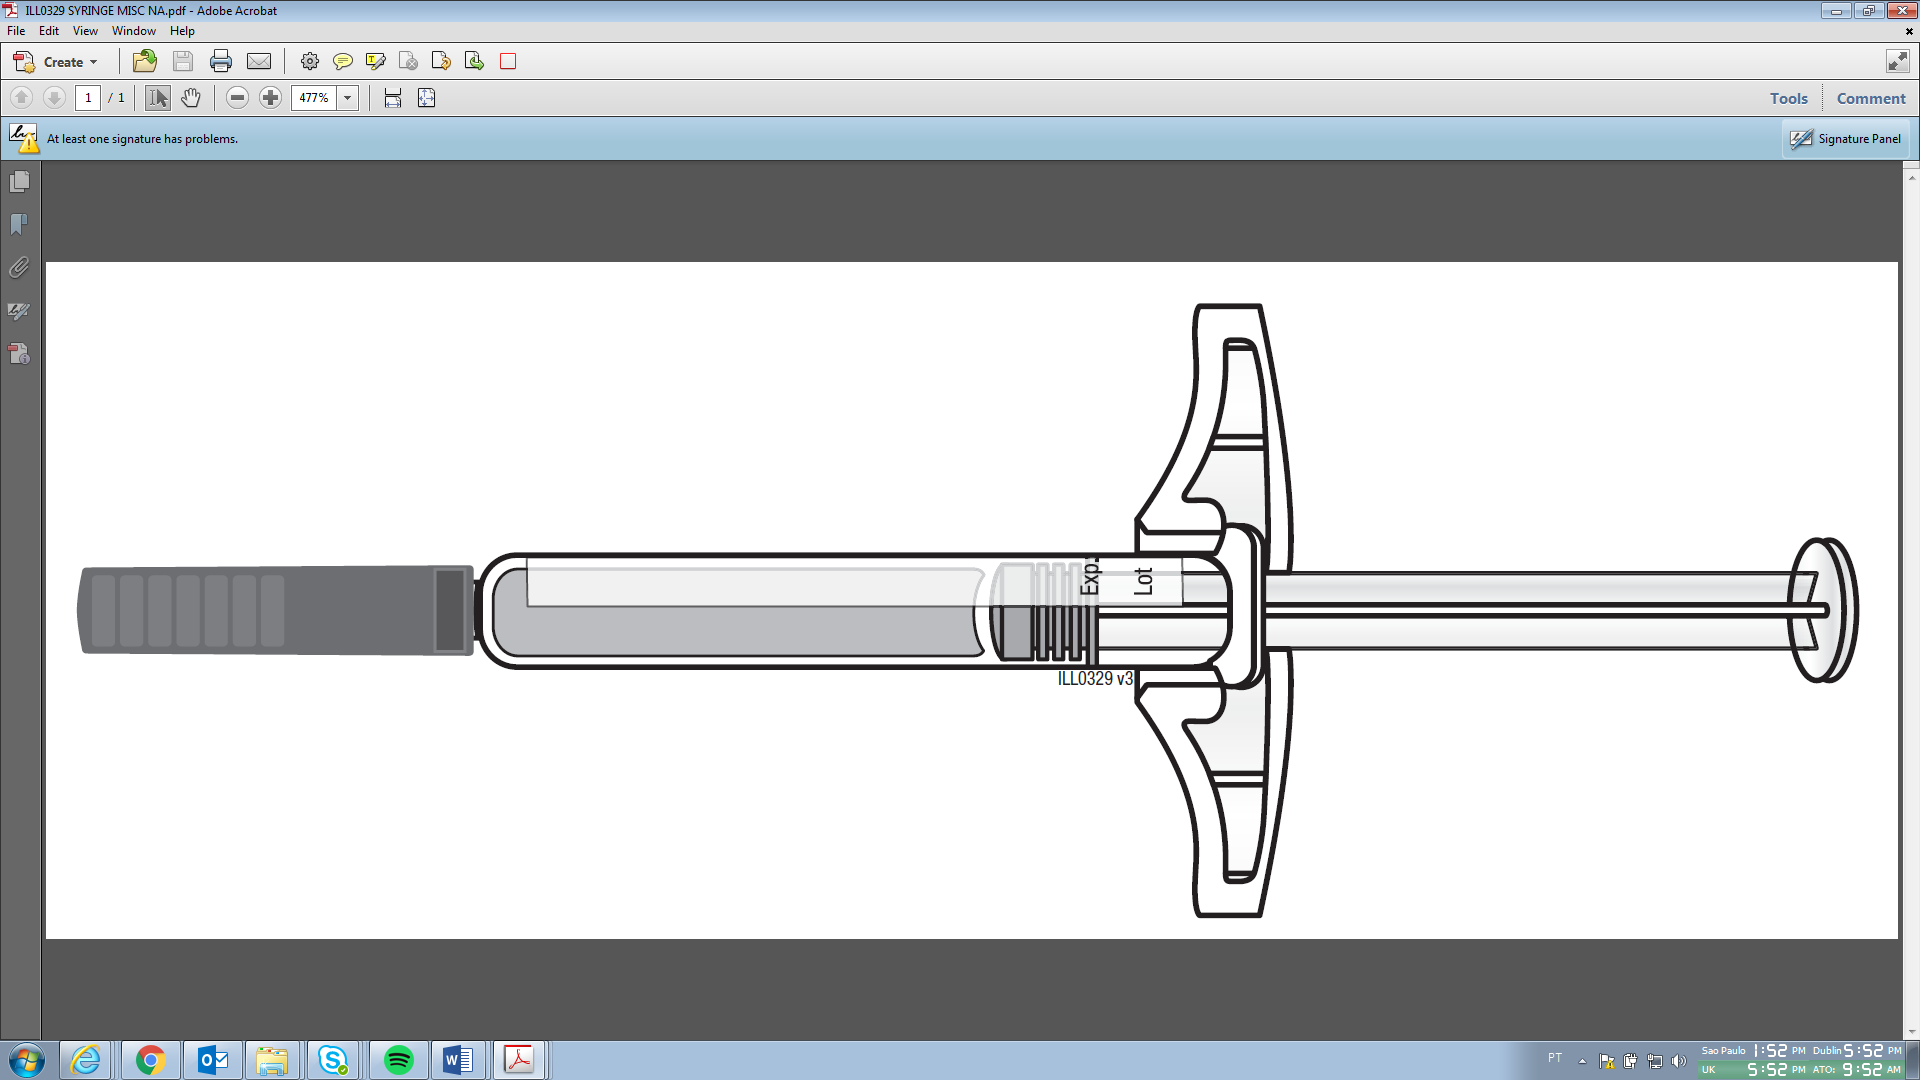 ILL0329 SYRINGE MISC NA.pdf - Adobe Acrobat
File Edit View Window Help
Create
1 / 1 477% Tools Comment
At least one signature has problems. Signature Panel
Exp.
Lot
ILL0329 v3
PT
Sao Paulo 1:52 PM Dublin 5:52 PM
UK 5:52 PM ATO: 9:52 AM